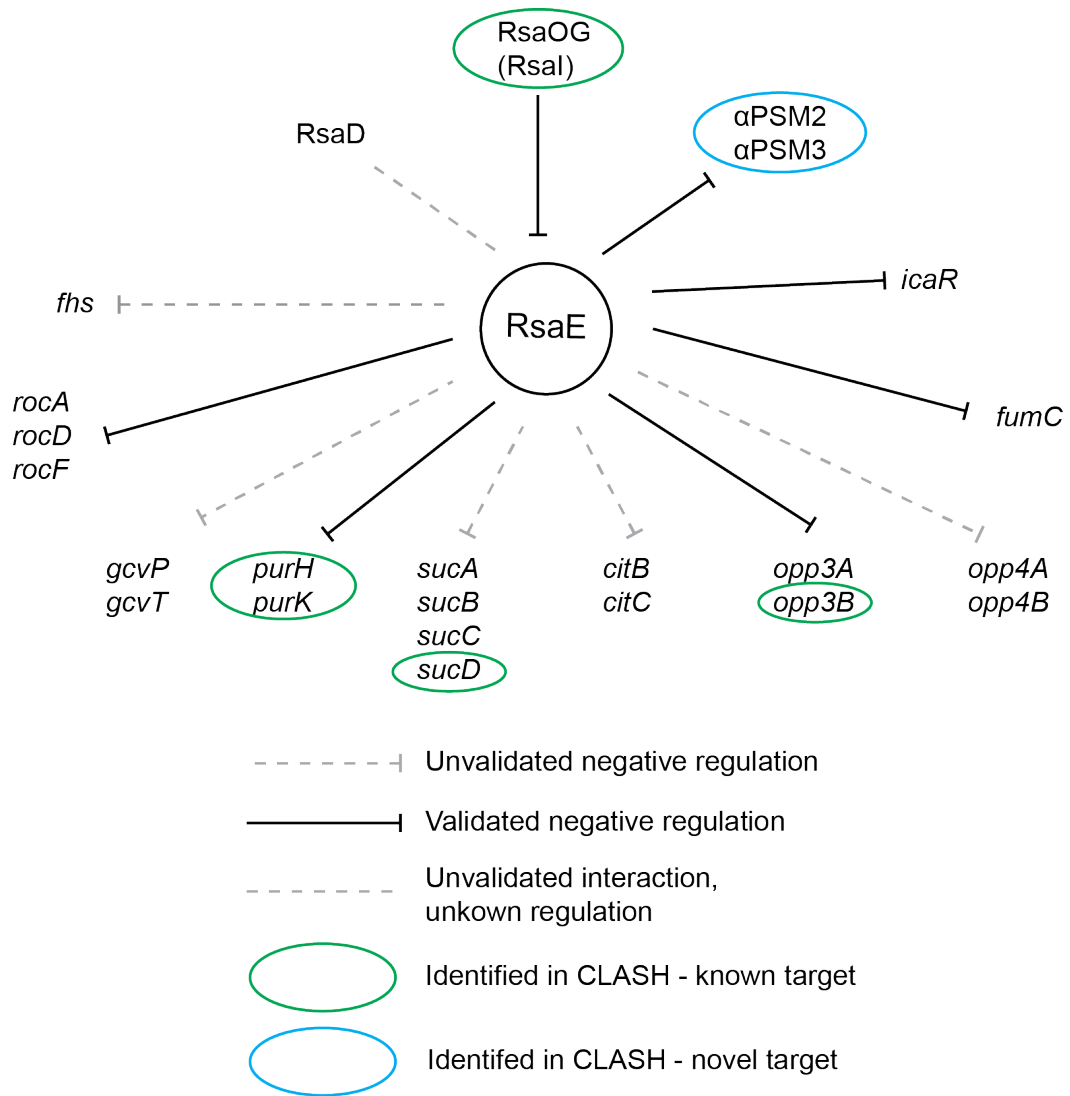 RsaOG
(RsaI)
αPSM2
αPSM3
RsaD
icaR
fhs
RsaE
rocA
rocD
rocF
fumC
gcvP
gcvT
purH
purK
sucA
sucB
sucC
sucD
citB
citC
opp3A
opp3B
opp4A
opp4B
Unvalidated negative regulation
Validated negative regulation
Unvalidated interaction,
unkown regulation
Identified in CLASH - known target
Identifed in CLASH - novel target